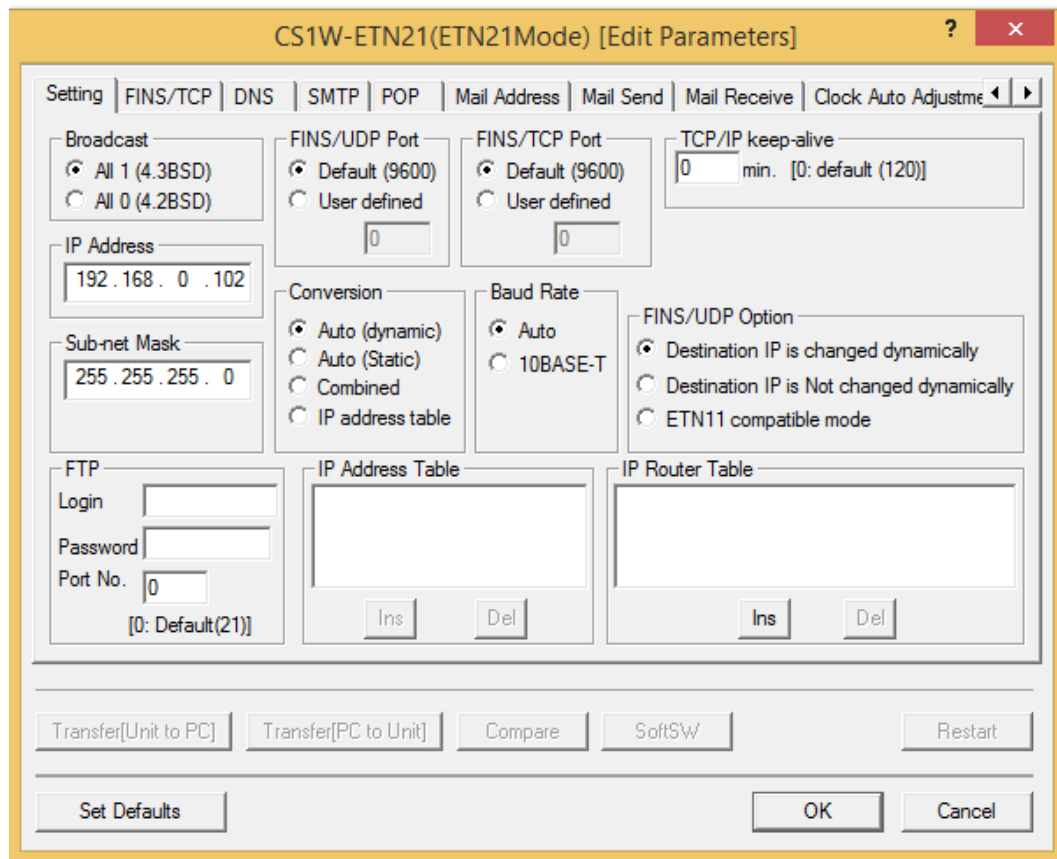 CS1W-ETN21(ETN21Mode) [Edit Parameters]
?
×
Setting
FINS/TCP
DNS
SMTP
POP
Mail Address
Mail Send
Mail Receive
Clock Auto Adjustme
Broadcast
All 1 (4.3BSD)
All 0 (4.2BSD)
FINS/UDP Port
Default (9600)
User defined
0
FINS/TCP Port
Default (9600)
User defined
0
TCP/IP keep-alive
0 min. [0: default (120)]
IP Address
192 . 168 . 0 . 102
Sub-net Mask
255 . 255 . 255 . 0
Conversion
Auto (dynamic)
Auto (Static)
Combined
IP address table
Baud Rate
Auto
10BASE-T
FINS/UDP Option
Destination IP is changed dynamically
Destination IP is Not changed dynamically
ETN11 compatible mode
FTP
Login
Password
Port No. 0
[0: Default(21)]
IP Address Table
Ins
Del
IP Router Table
Ins
Del
Transfer[Unit to PC]
Transfer[PC to Unit]
Compare
SoftSW
Restart
Set Defaults
OK
Cancel